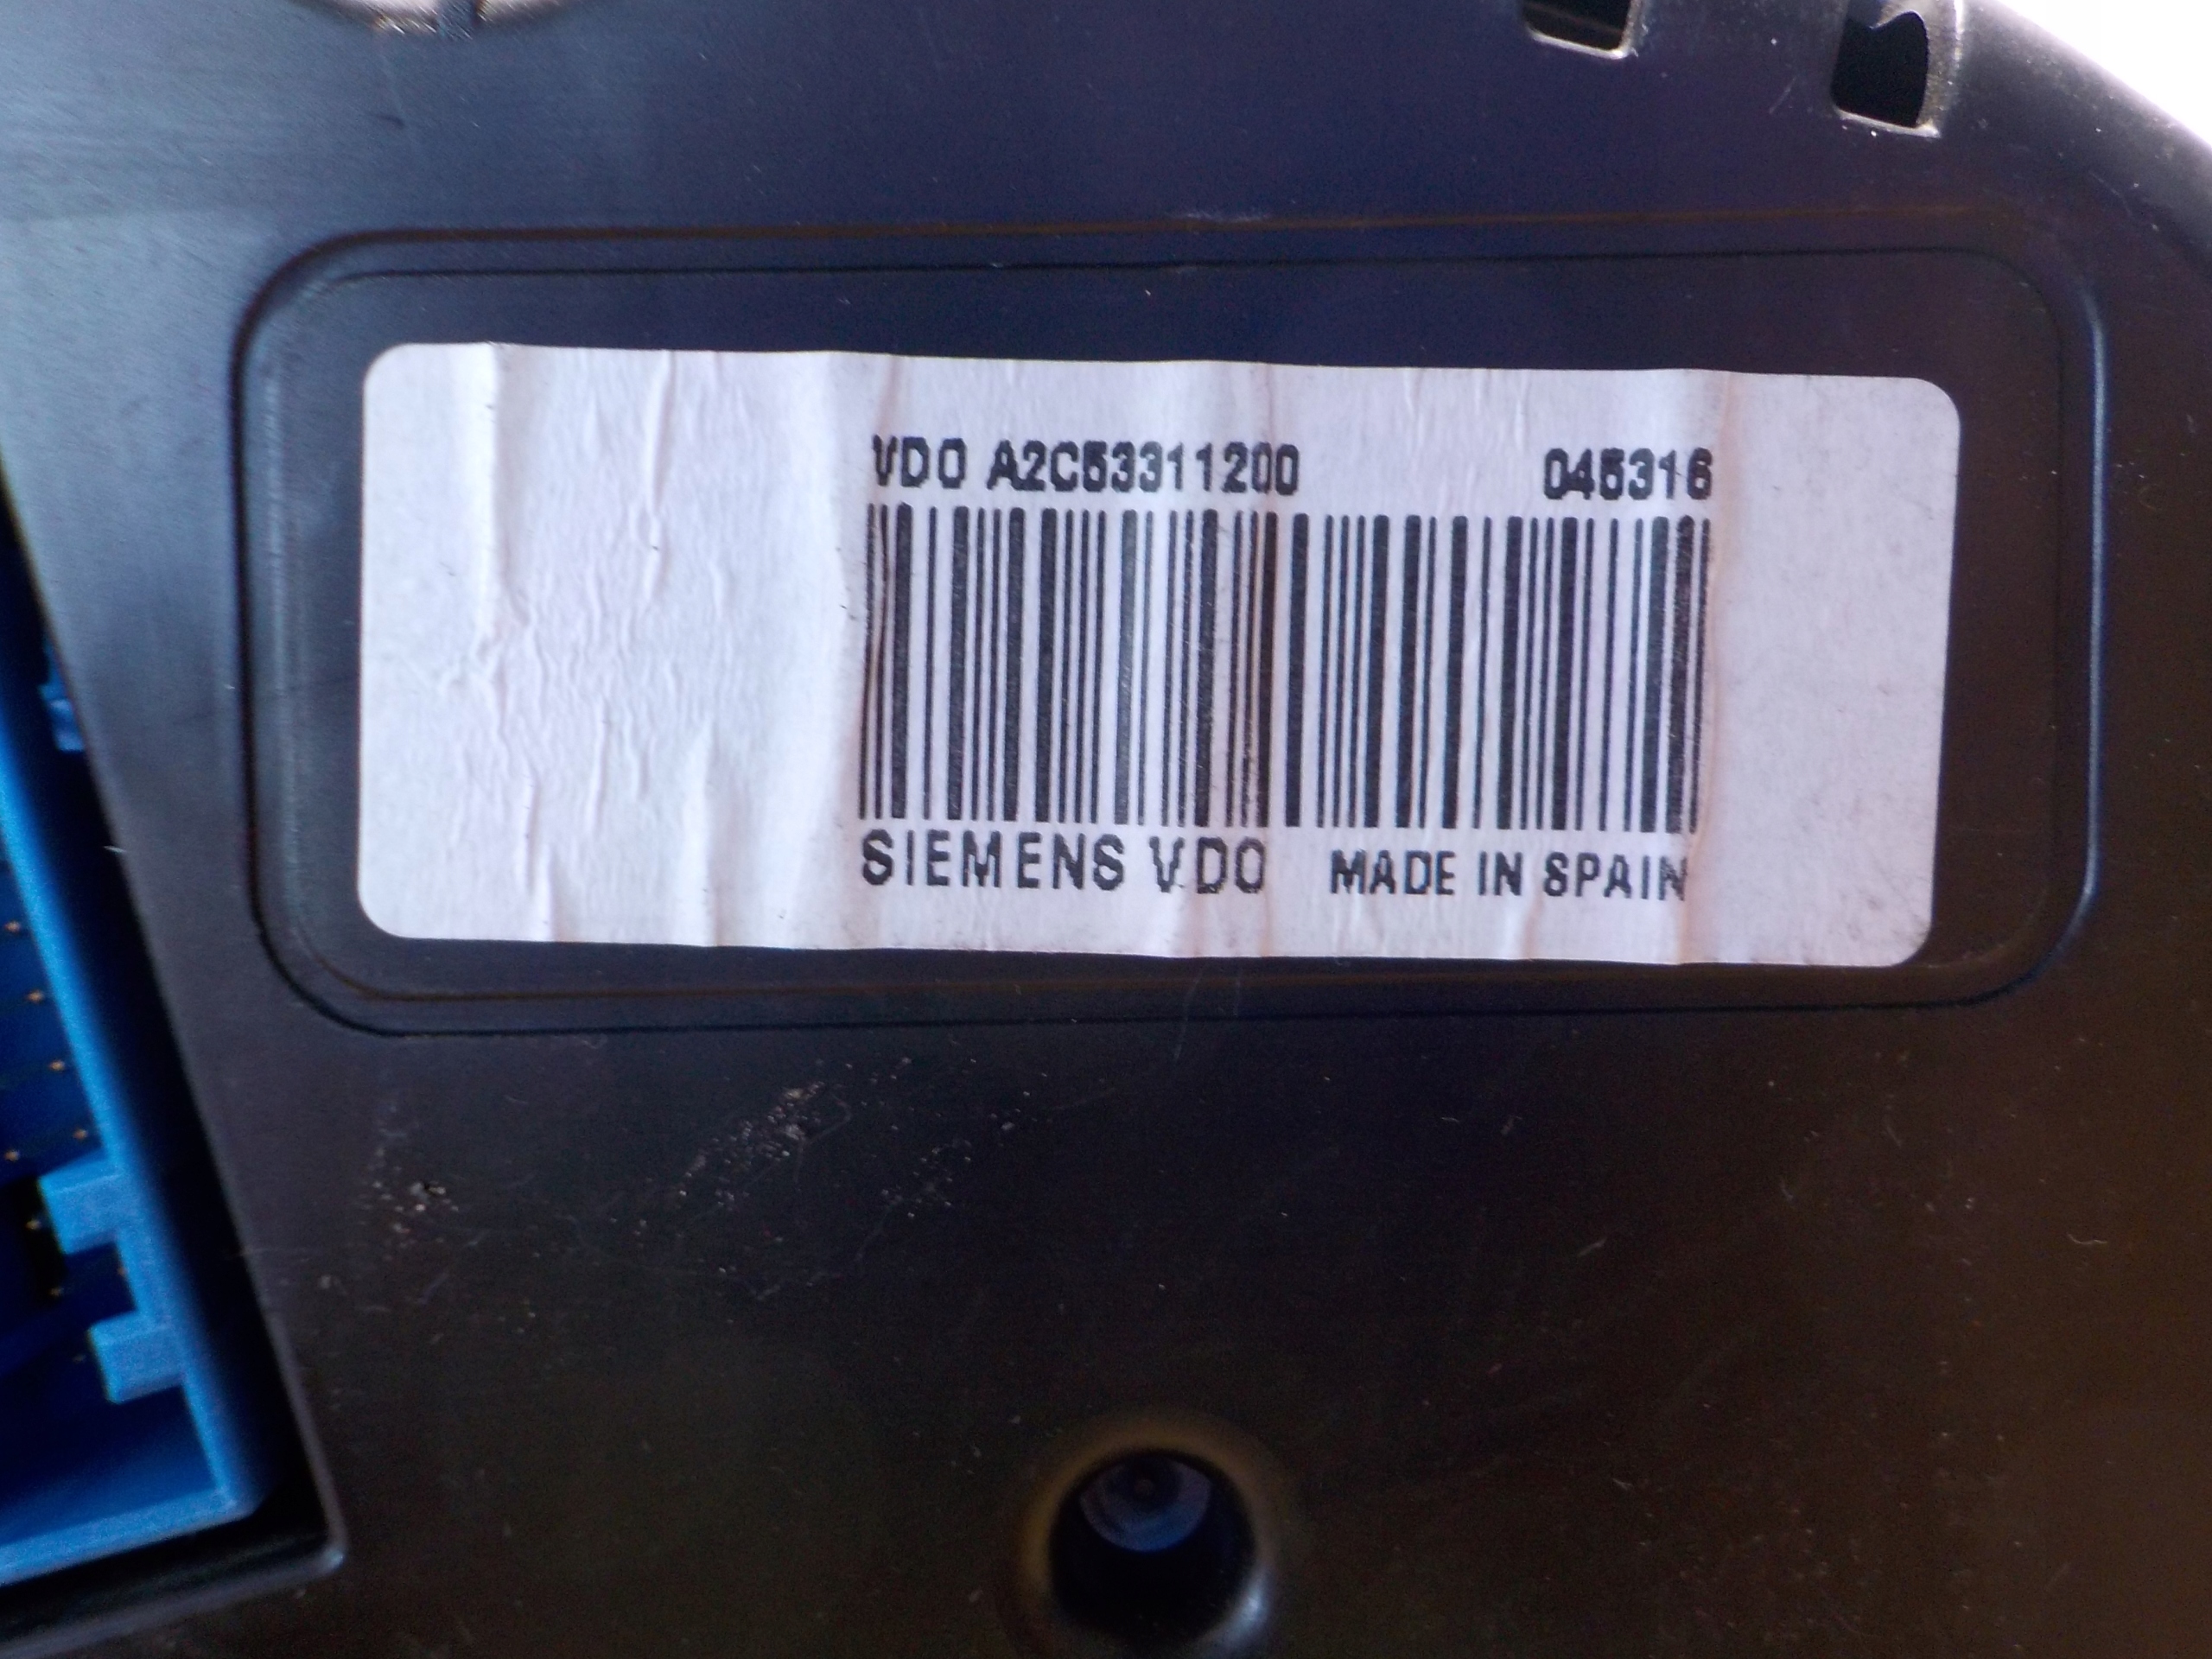 VDO A2C53311200 045316
SIEMENS VDO MADE IN SPAIN